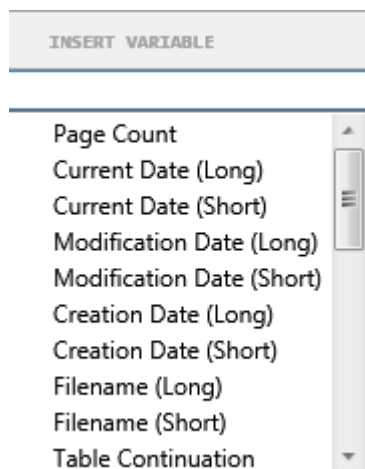 INSERT VARIABLE
Page Count
Current Date (Long)
Current Date (Short)
Modification Date (Long)
Modification Date (Short)
Creation Date (Long)
Creation Date (Short)
Filename (Long)
Filename (Short)
Table Continuation